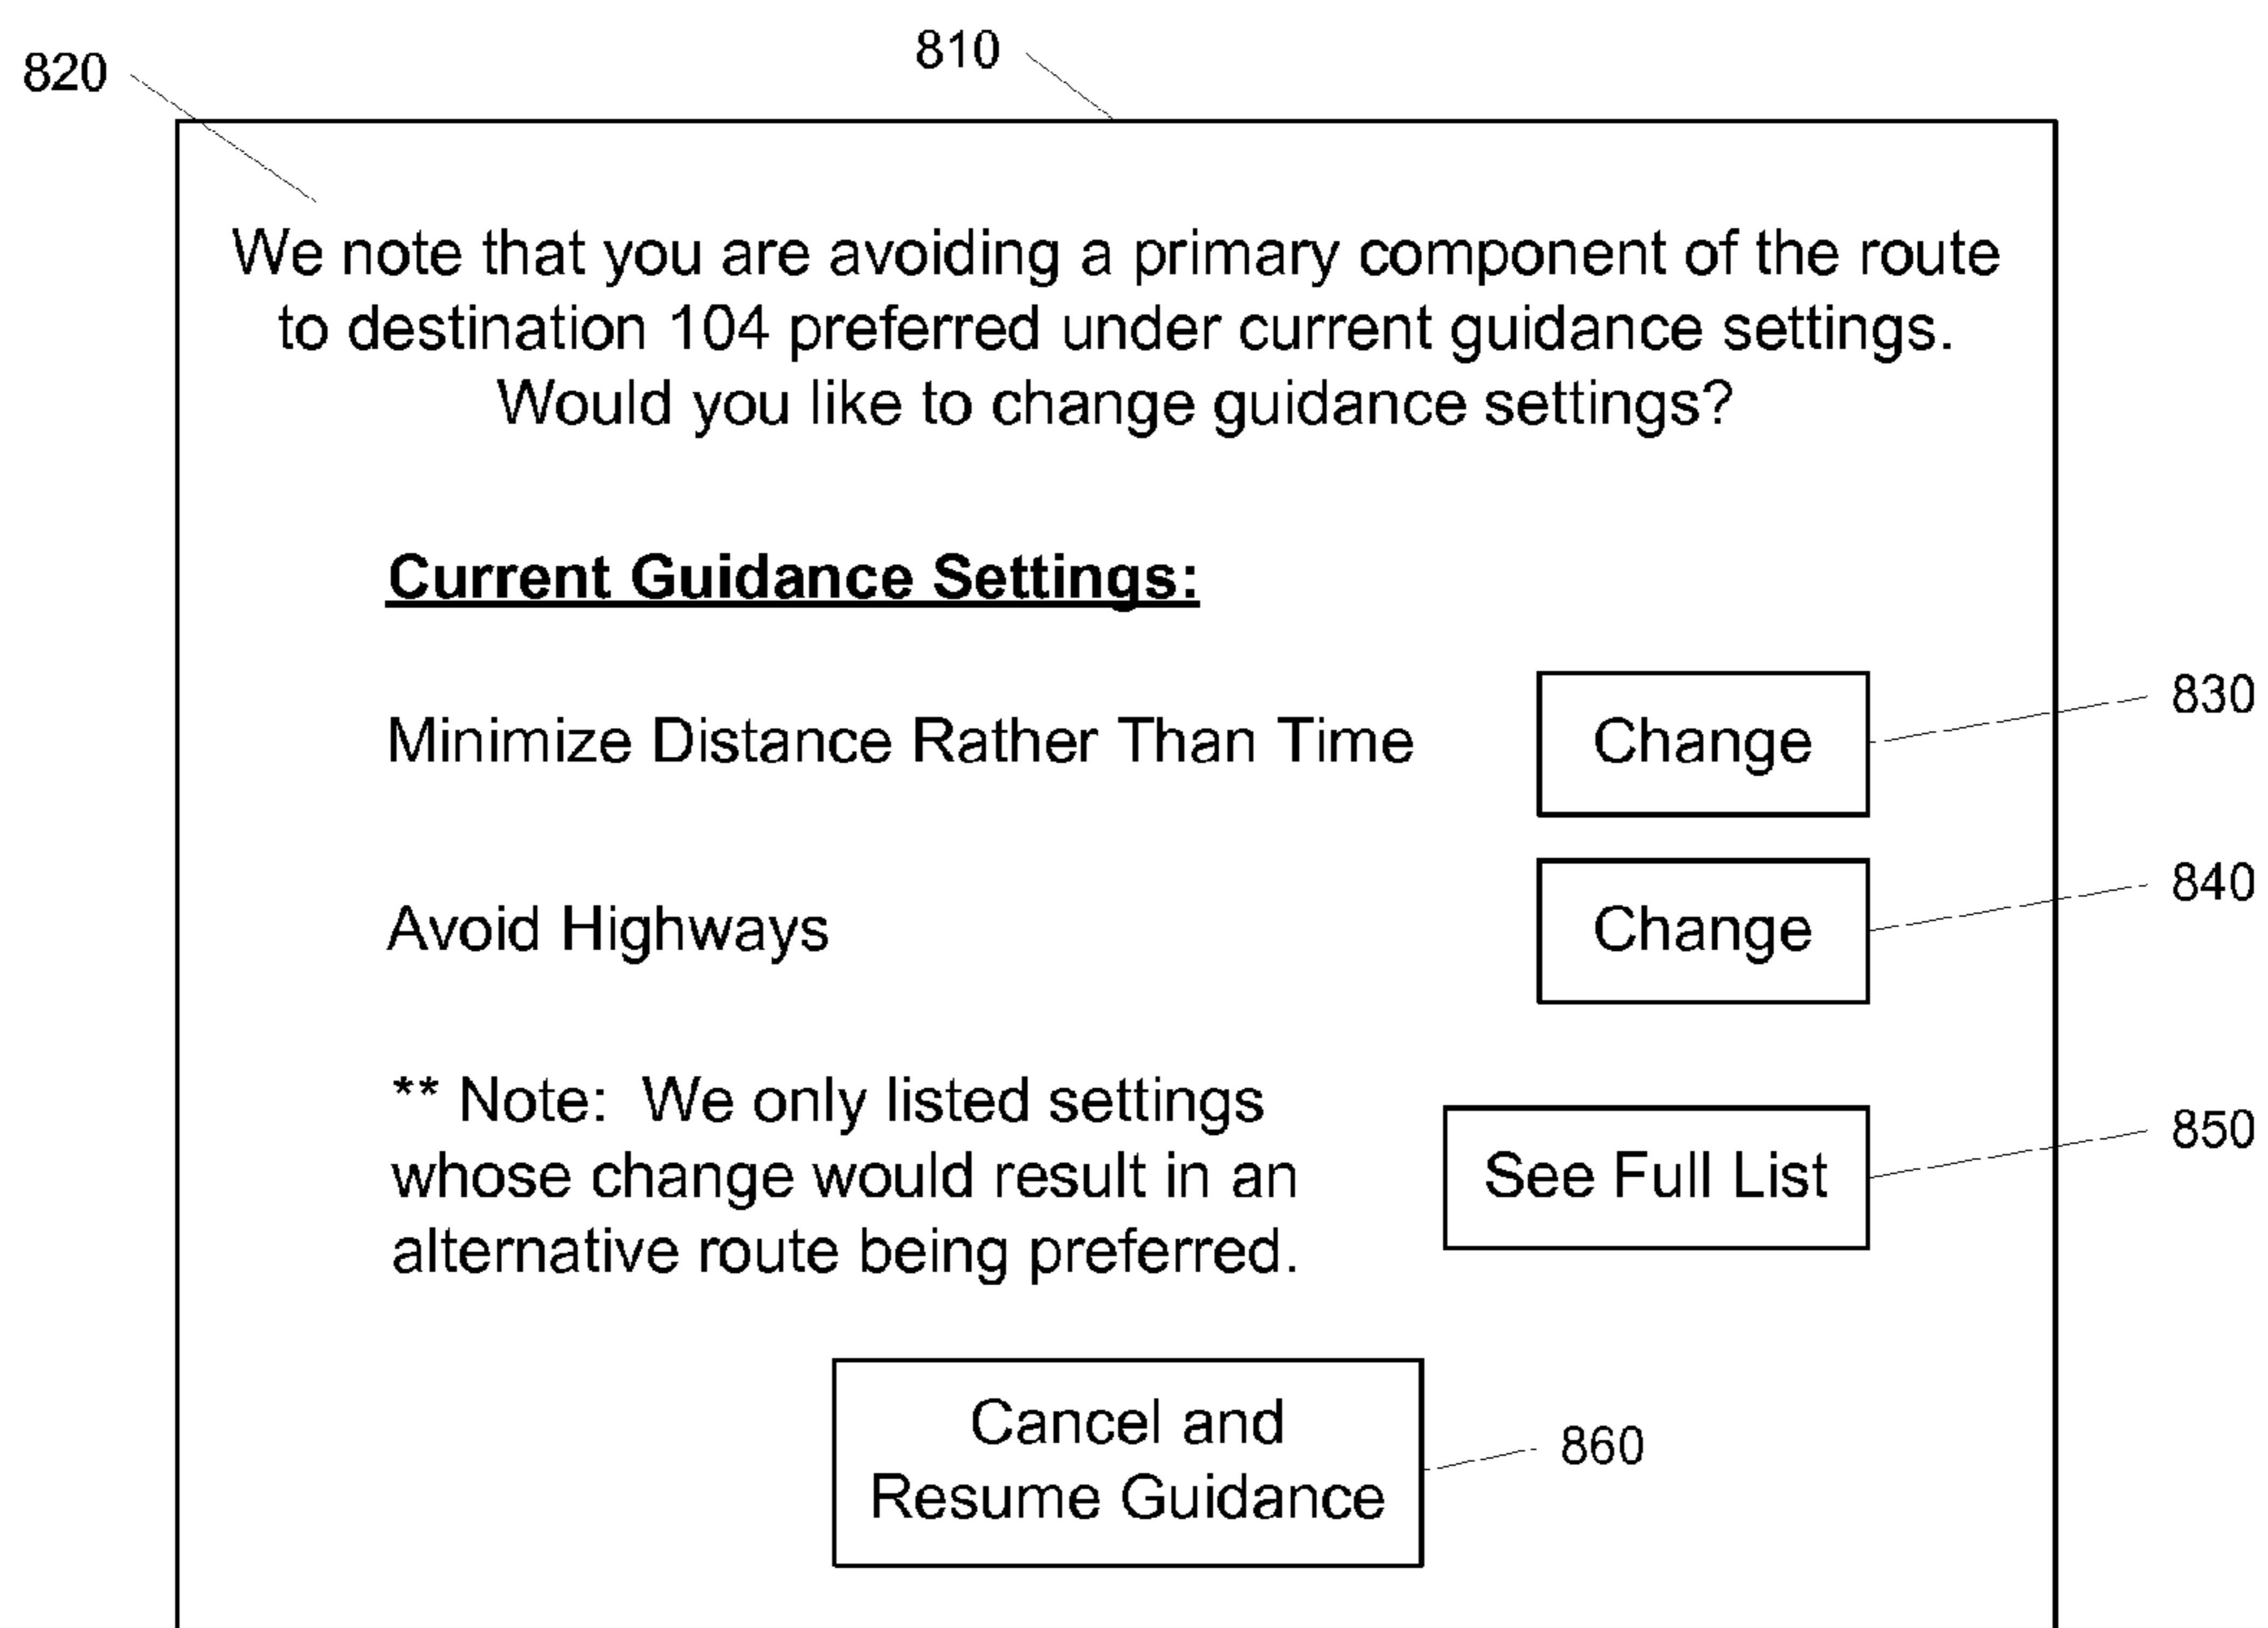 810
820
We note that you are avoiding a primary component of the route
to destination 104 preferred under current guidance settings.
Would you like to change guidance settings?
Current Guidance Settings:
Minimize Distance Rather Than Time
Change
830
Avoid Highways
Change
840
** Note: We only listed settings
whose change would result in an
alternative route being preferred.
See Full List
850
Cancel and
Resume Guidance
860